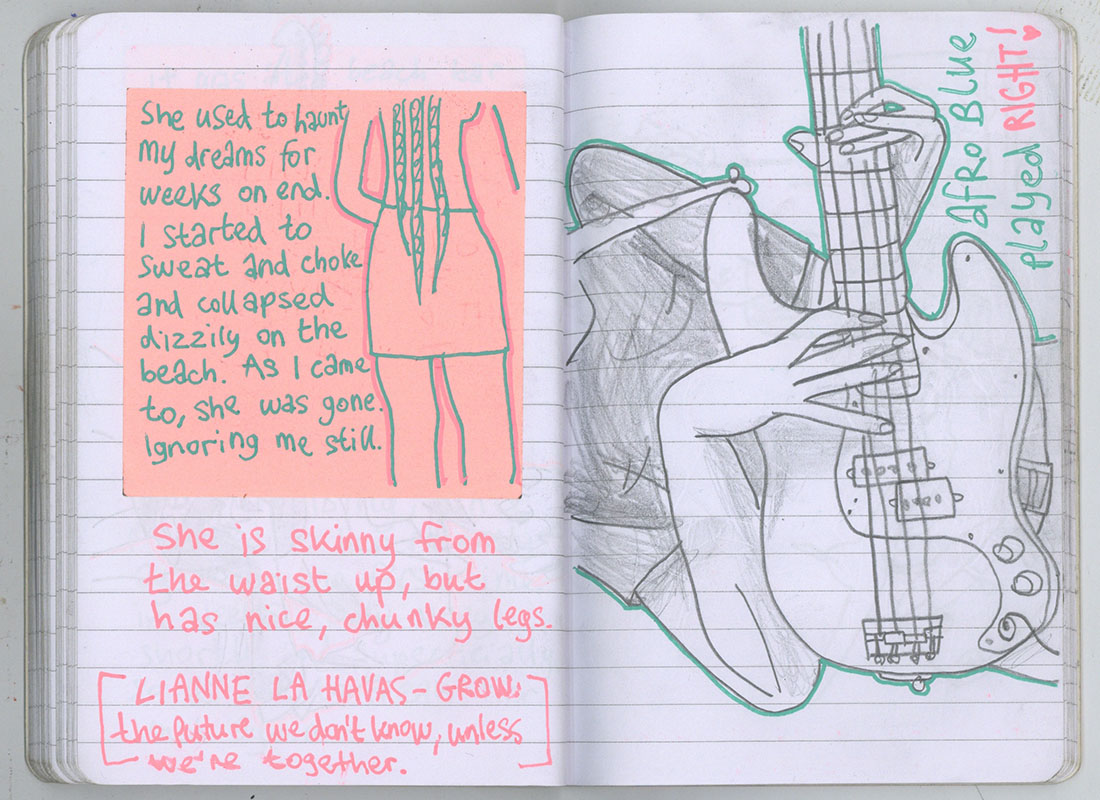 She used to haunt
my dreams for
weeks on end.
I started to
sweat and choke
and collapsed
dizzily on the
beach. As I came
to, she was gone.
Ignoring me still.
She is skinny from
the waist up, but
has nice, chunky legs.
LIANNE LA HAVAS - GROW:
the future we don't know, unless
we're together.
Afro Blue
played RIGHT!